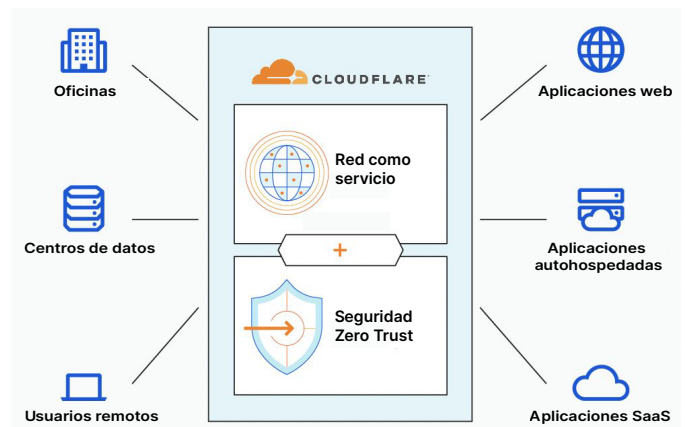 CLOUDFLARE
Oficinas
Centros de datos
Usuarios remotos
Red como
servicio
+
Seguridad
Zero Trust
Aplicaciones web
Aplicaciones
autohospedadas
Aplicaciones SaaS